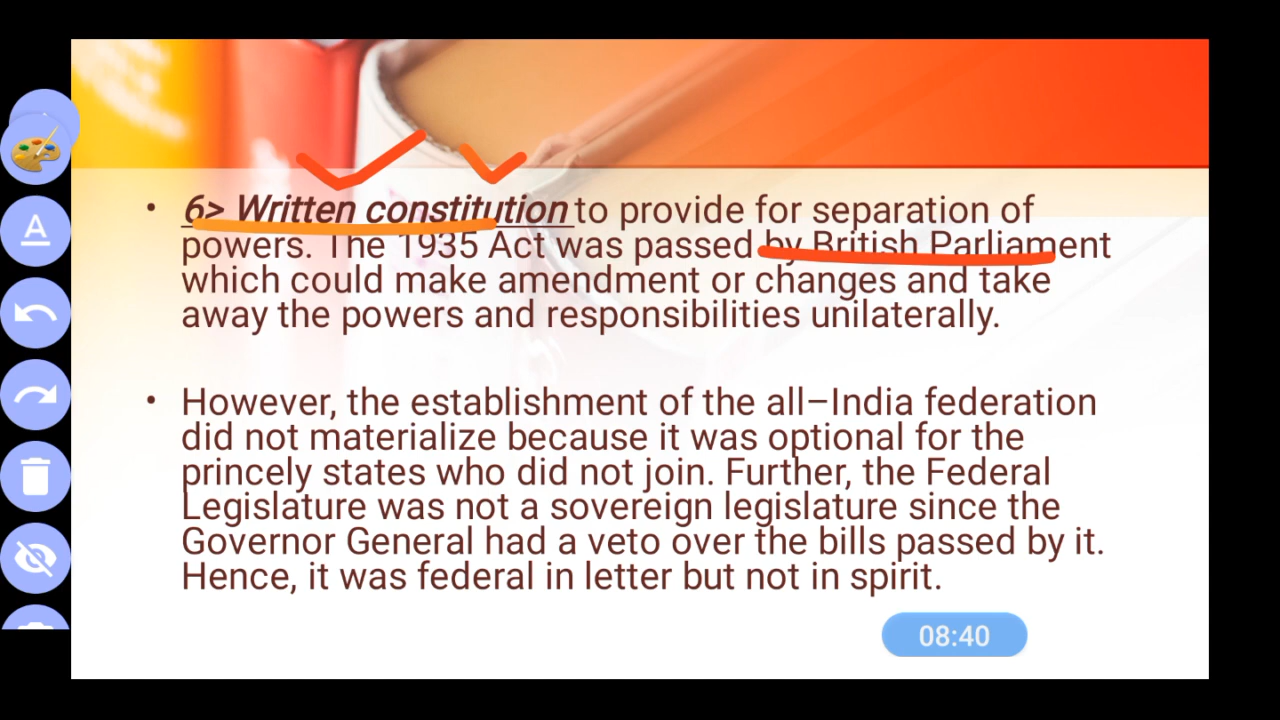 • 6> Written constitution to provide for separation of
powers. The 1935 Act was passed by British Parliament
which could make amendment or changes and take
away the powers and responsibilities unilaterally.
• However, the establishment of the all–India federation
did not materialize because it was optional for the
princely states who did not join. Further, the Federal
Legislature was not a sovereign legislature since the
Governor General had a veto over the bills passed by it.
Hence, it was federal in letter but not in spirit.
08:40
A